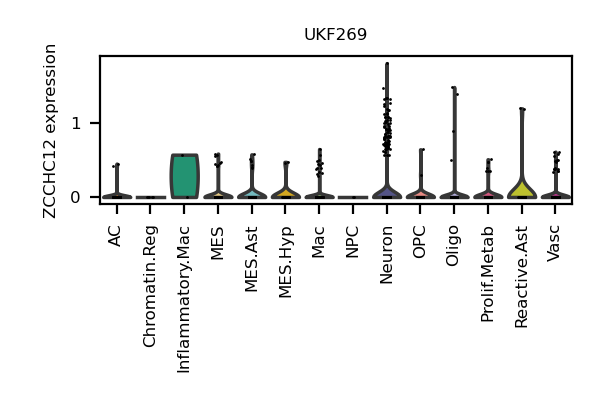 UKF269
ZCCHC12 expression
1
0
AC
Chromatin.Reg
Inflammatory.Mac
MES
MES.Ast
MES.Hyp
Mac
NPC
Neuron
OPC
Oligo
Prolif.Metab
Reactive.Ast
Vasc